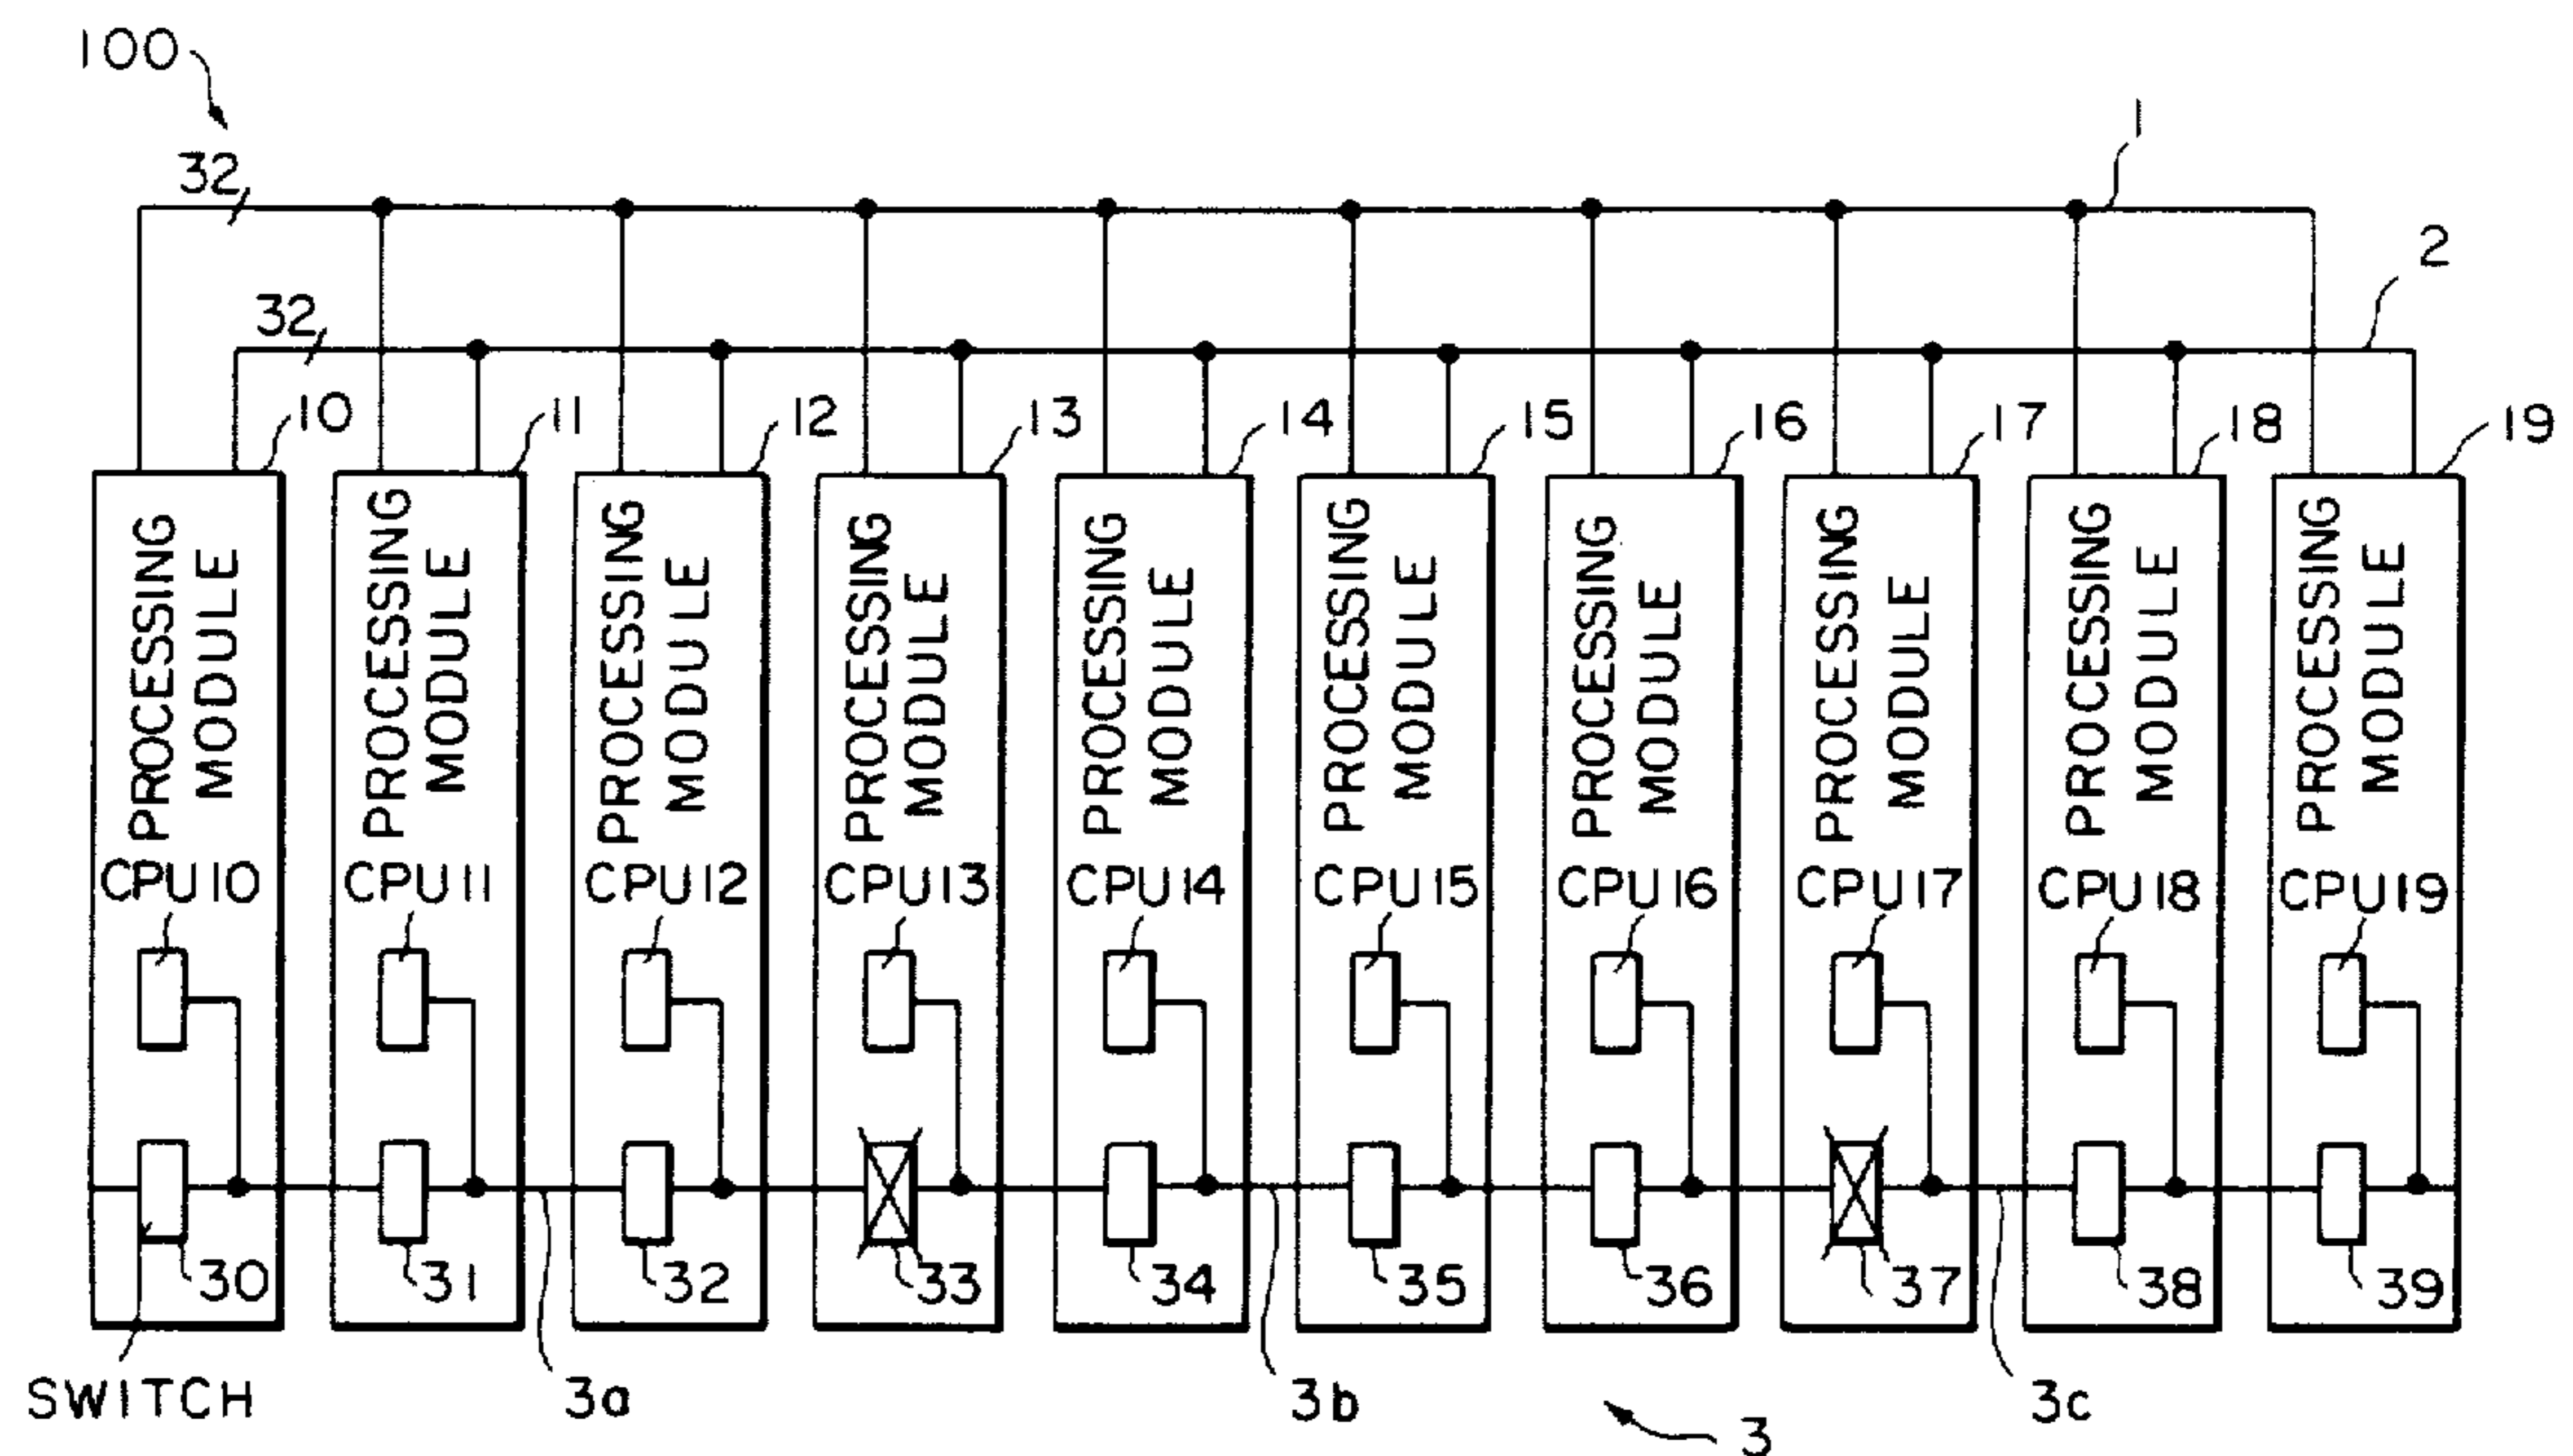 100
1
32
2
32
10
11
12
13
14
15
16
17
18
19
PROCESSING
MODULE
PROCESSING
MODULE
PROCESSING
MODULE
PROCESSING
MODULE
PROCESSING
MODULE
PROCESSING
MODULE
PROCESSING
MODULE
PROCESSING
MODULE
PROCESSING
MODULE
PROCESSING
MODULE
CPU10
CPU11
CPU12
CPU13
CPU14
CPU15
CPU16
CPU17
CPU18
CPU19
30
31
32
33
34
35
36
37
38
39
SWITCH
3a
3b
3
3c